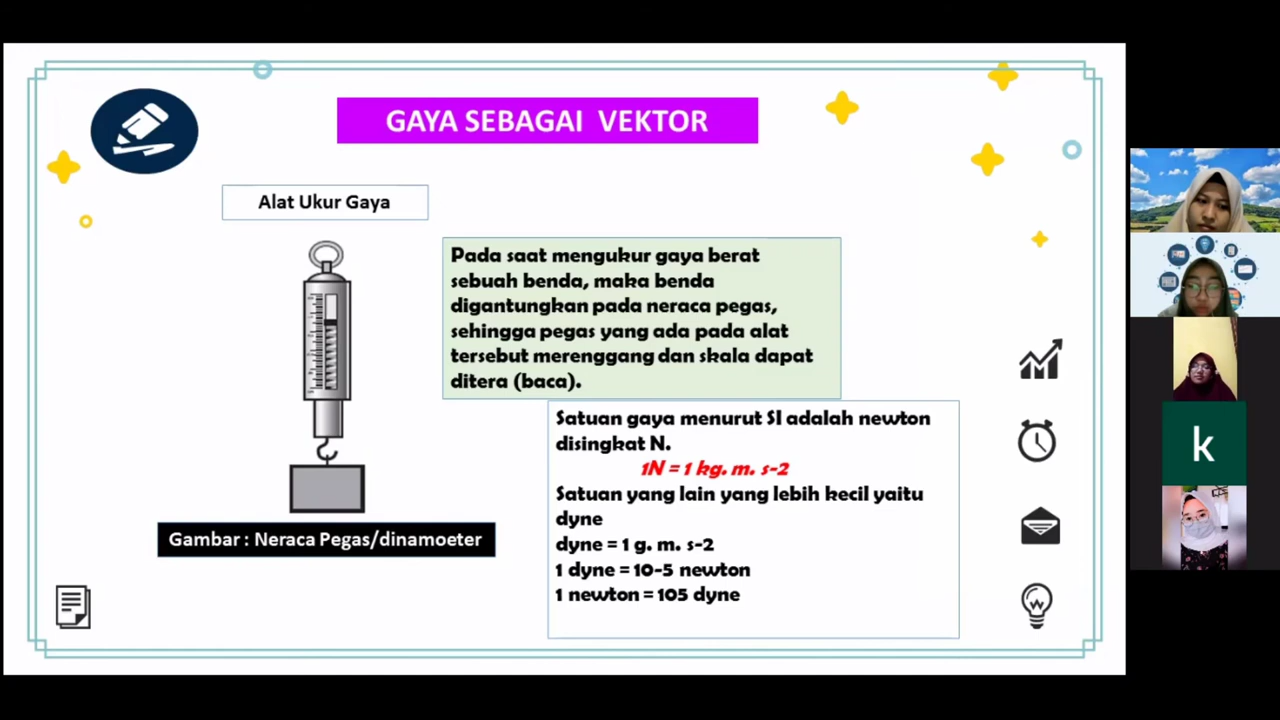 GAYA SEBAGAI VEKTOR
Alat Ukur Gaya
Pada saat mengukur gaya berat
sebuah benda, maka benda
digantungkan pada neraca pegas,
sehingga pegas yang ada pada alat
tersebut merenggang dan skala dapat
ditera (baca).
Satuan gaya menurut SI adalah newton
disingkat N.
1N = 1 kg. m. s-2
Satuan yang lain yang lebih kecil yaitu
dyne
dyne = 1 g. m. s-2
1 dyne = 10-5 newton
1 newton = 105 dyne
Gambar : Neraca Pegas/dinamoeter
k